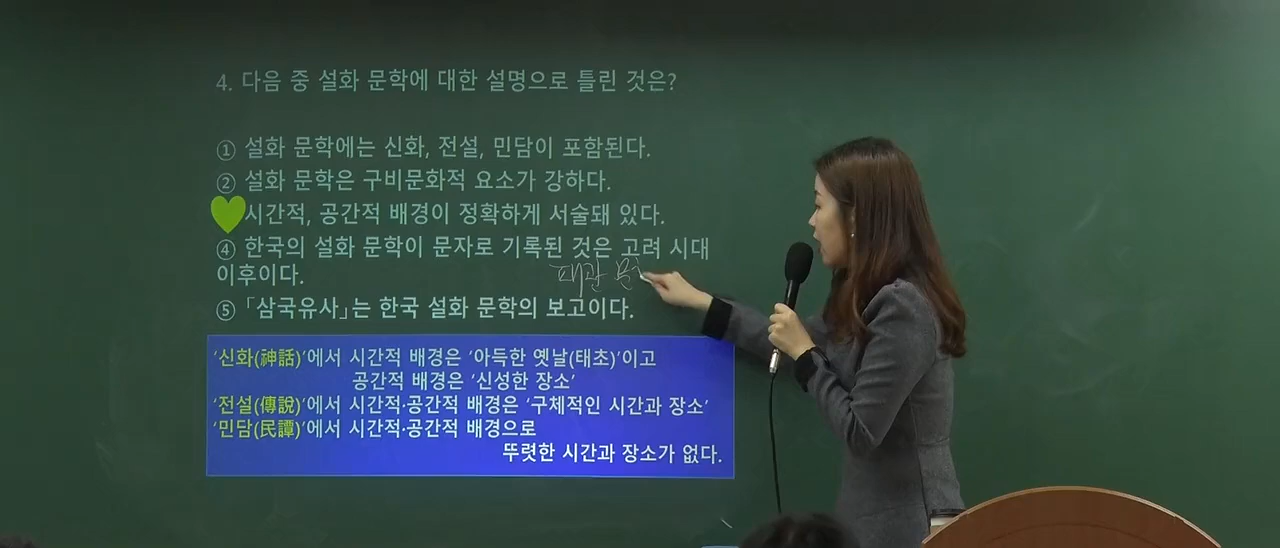 4. 다음 중 설화 문학에 대한 설명으로 틀린 것은?
① 설화 문학에는 신화, 전설, 민담이 포함된다.
② 설화 문학은 구비문화적 요소가 강하다.
시간적, 공간적 배경이 정확하게 서술돼 있다.
④ 한국의 설화 문학이 문자로 기록된 것은 고려 시대
이후이다.
패관 문
⑤ 「삼국유사」는 한국 설화 문학의 보고이다.
‘신화(神話)’에서 시간적 배경은 ‘아득한 옛날(태초)’이고
공간적 배경은 ‘신성한 장소’
‘전설(傳說)’에서 시간적·공간적 배경은 ‘구체적인 시간과 장소’
‘민담(民譚)’에서 시간적·공간적 배경으로
뚜렷한 시간과 장소가 없다.